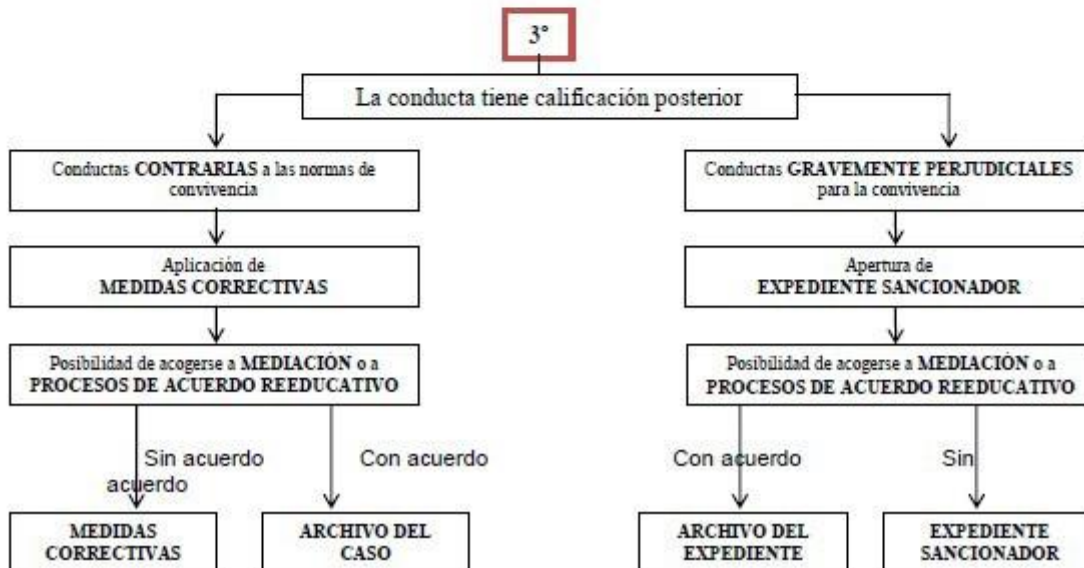 3º
La conducta tiene calificación posterior
Conductas CONTRARIAS a las normas de
convivencia
Conductas GRAVEMENTE PERJUDICIALES
para la convivencia
Aplicación de
MEDIDAS CORRECTIVAS
Apertura de
EXPEDIENTE SANCIONADOR
Posibilidad de acogerse a MEDIACIÓN o a
PROCESOS DE ACUERDO REEDUCATIVO
Posibilidad de acogerse a MEDIACIÓN o a
PROCESOS DE ACUERDO REEDUCATIVO
Sin acuerdo
acuerdo
Con acuerdo
Con acuerdo
Sin
MEDIDAS
CORRECTIVAS
ARCHIVO DEL
CASO
ARCHIVO DEL
EXPEDIENTE
EXPEDIENTE
SANCIONADOR